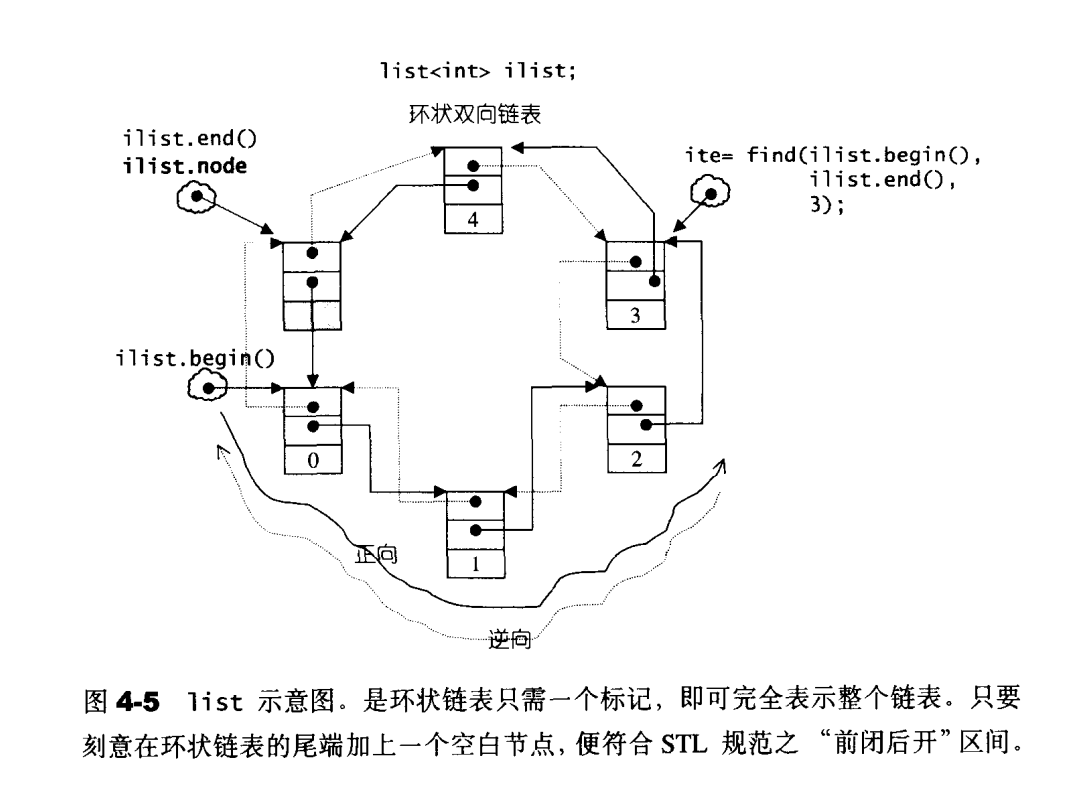 list<int> ilist;
环状双向链表
ilist.end()
ilist.node
ite= find(ilist.begin(),
ilist.end(),
3);
4
3
ilist.begin()
0
2
1
正向
逆向
图 4-5 list 示意图。是环状链表只需一个标记，即可完全表示整个链表。只要
刻意在环状链表的尾端加上一个空白节点，便符合 STL 规范之 “前闭后开”区间。